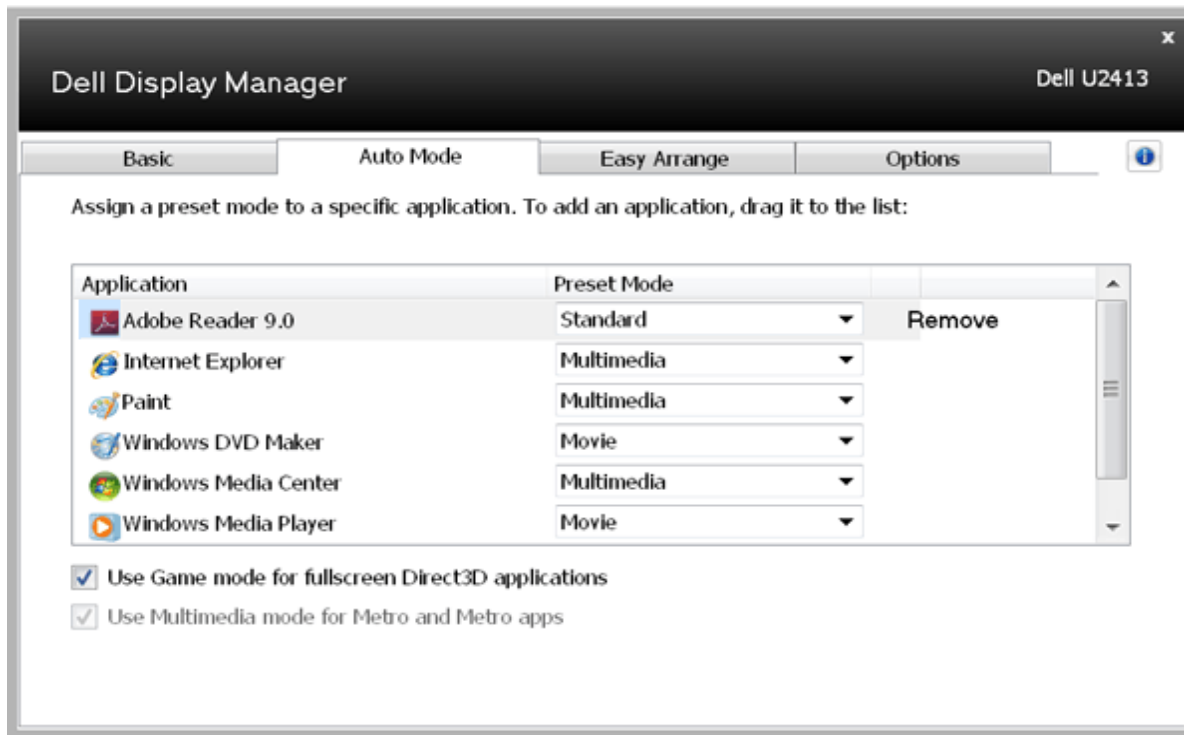 x
Dell Display Manager
Dell U2413
Basic
Auto Mode
Easy Arrange
Options
Assign a preset mode to a specific application. To add an application, drag it to the list:
Application Preset Mode
Adobe Reader 9.0 Standard Remove
Internet Explorer Multimedia
Paint Multimedia
Windows DVD Maker Movie
Windows Media Center Multimedia
Windows Media Player Movie
Use Game mode for fullscreen Direct3D applications
Use Multimedia mode for Metro and Metro apps